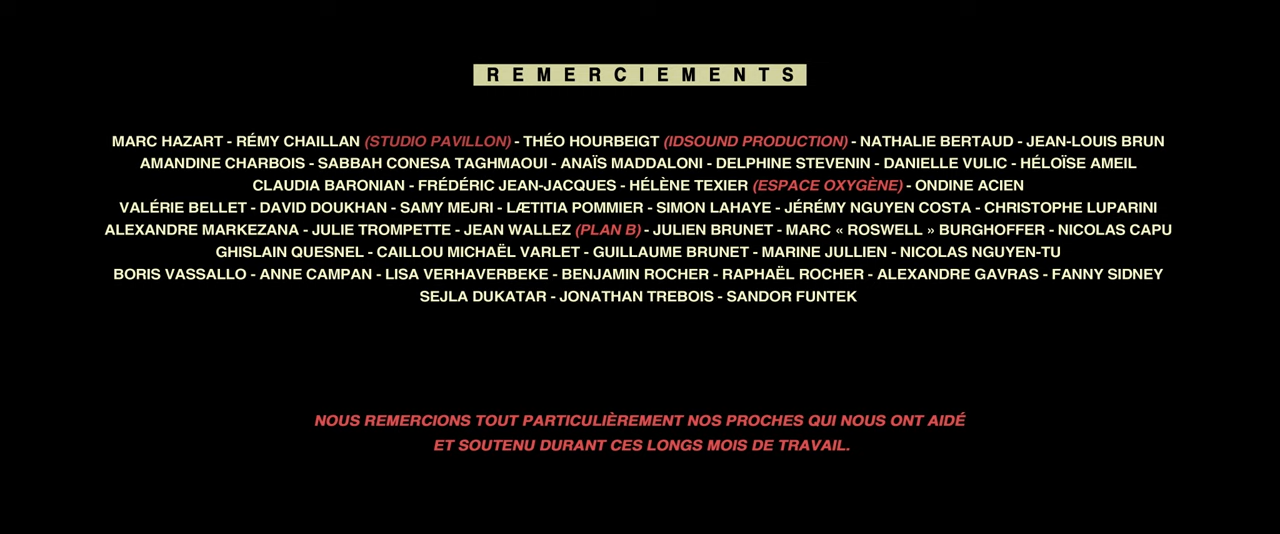 REMERCIEMENTS
MARC HAZART - RÉMY CHAILLAN (STUDIO PAVILLON) - THÉO HOURBEIGT (IDSOUND PRODUCTION) - NATHALIE BERTAUD - JEAN-LOUIS BRUN
AMANDINE CHARBOIS - SABBAH CONESA TAGHMAOUI - ANAÏS MADDALONI - DELPHINE STEVENIN - DANIELLE VULIC - HÉLOÏSE AMEIL
CLAUDIA BARONIAN - FRÉDÉRIC JEAN-JACQUES - HÉLÈNE TEXIER (ESPACE OXYGÈNE) - ONDINE ACIEN
VALÉRIE BELLET - DAVID DOUKHAN - SAMY MEJRI - LÆTITIA POMMIER - SIMON LAHAYE - JÉRÉMY NGUYEN COSTA - CHRISTOPHE LUPARINI
ALEXANDRE MARKEZANA - JULIE TROMPETTE - JEAN WALLEZ (PLAN B) - JULIEN BRUNET - MARC « ROSWELL » BURGHOFFER - NICOLAS CAPU
GHISLAIN QUESNEL - CAILLOU MICHAËL VARLET - GUILLAUME BRUNET - MARINE JULLIEN - NICOLAS NGUYEN-TU
BORIS VASSALLO - ANNE CAMPAN - LISA VERHAVERBEKE - BENJAMIN ROCHER - RAPHAËL ROCHER - ALEXANDRE GAVRAS - FANNY SIDNEY
SEJLA DUKATAR - JONATHAN TREBOIS - SANDOR FUNTEK
NOUS REMERCIONS TOUT PARTICULIÈREMENT NOS PROCHES QUI NOUS ONT AIDÉ
ET SOUTENU DURANT CES LONGS MOIS DE TRAVAIL.